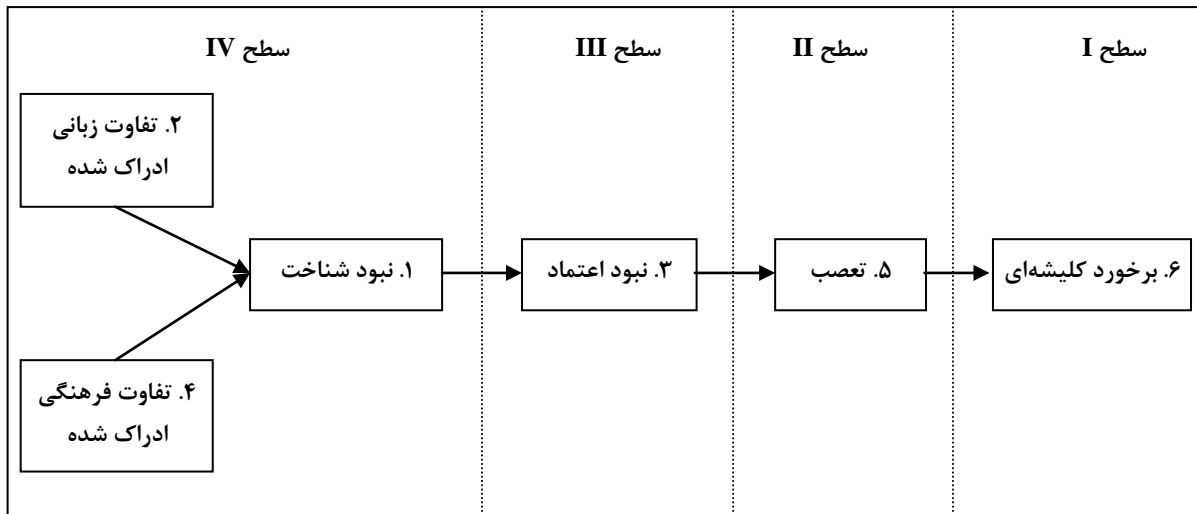 سطح I
سطح II
سطح III
سطح IV
۲. تفاوت زبانی
ادراک شده
۶. برخورد کلیشه‌ای
۵. تعصب
۳. نبود اعتماد
۱. نبود شناخت
۴. تفاوت فرهنگی
ادراک شده